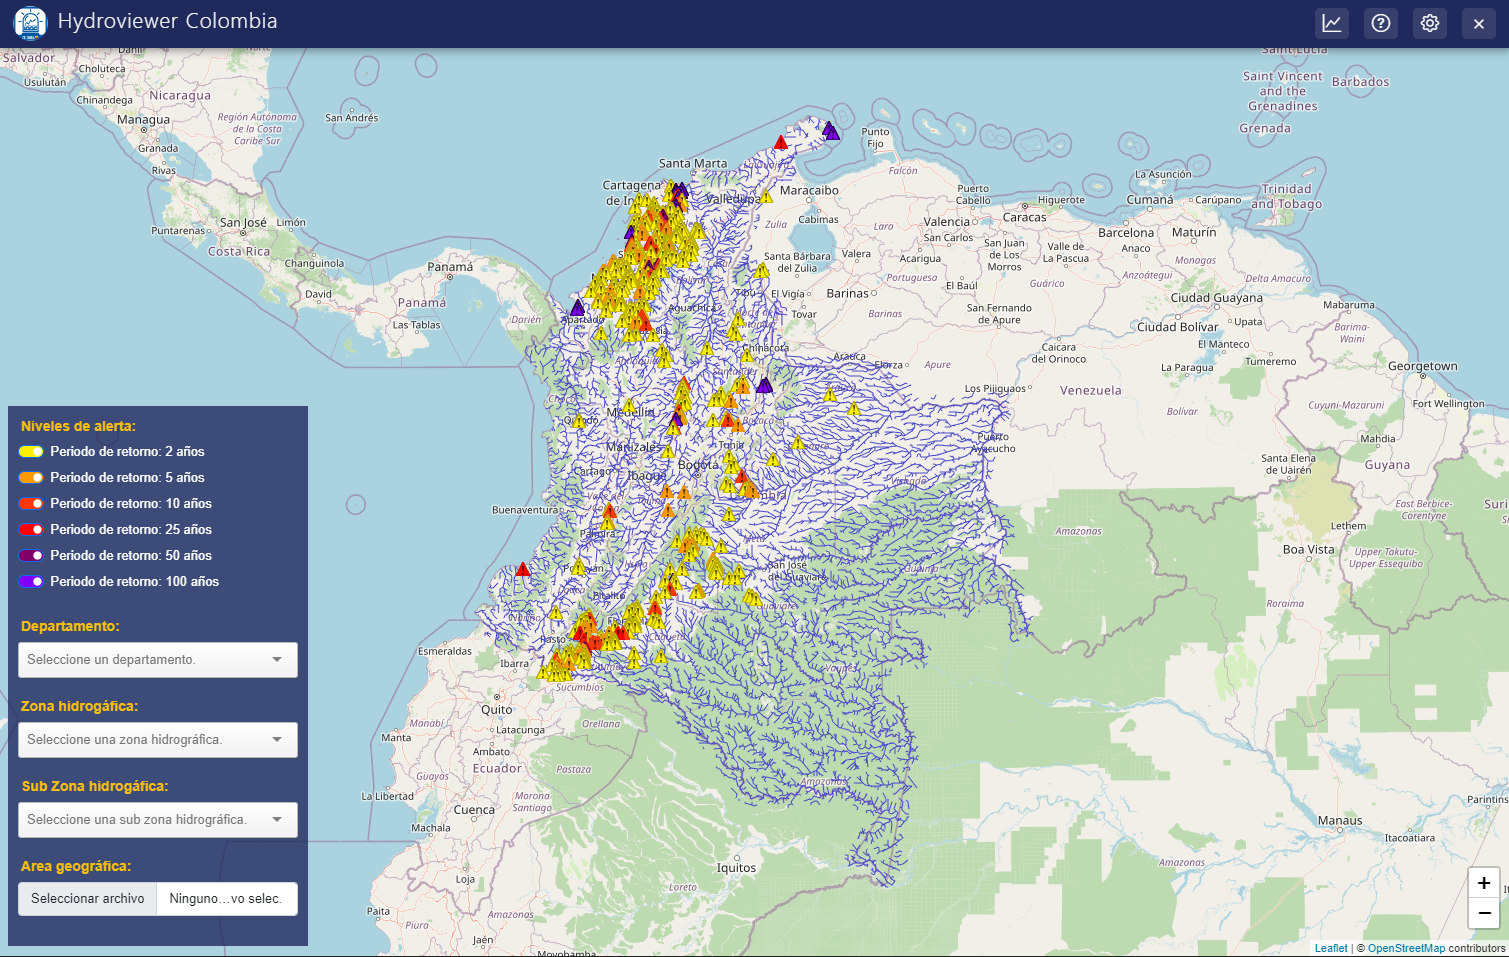 Hydroviewer Colombia
Niveles de alerta:
Periodo de retorno: 2 años
Periodo de retorno: 5 años
Periodo de retorno: 10 años
Periodo de retorno: 25 años
Periodo de retorno: 50 años
Periodo de retorno: 100 años
Departamento:
Seleccione un departamento.
Zona hidrogáfica:
Seleccione una zona hidrográfica.
Sub Zona hidrogáfica:
Seleccione una sub zona hidrográfica.
Area geográfica:
Seleccionar archivo
Ninguno...vo selec.
Salvador
Choluteca
Usulután
Chinandega
Nicaragua
Managua
Región Autónoma
de la Costa
Caribe Sur
Granada
Rivas
San Andrés
San José
Limón
Puntarenas
Costa Rica
Changuinola
David
Panamá
Panamá
Las Tablas
Darién
Santa Marta
Cartagena
de In
Valledupa
Maracaibo
Cabimas
Zulia
Punto
Fijo
Falcón
Lara
Puerto
Cabello
Higuerote
Caracas
Valencia
San Carlos
Acarigua
Valera
Portuguesa
Santa Bárbara
del Zulia
San Juan
de Los
Morros
Valle de
La Pascua
Guárico
El Baúl
El Vigía
Barinas
Barinas
Tovar
San Fernando
de Apure
La Asunción
Cumaná
Carúpano
Barcelona
Maturín
Anaco
Monagas
Anzoátegui
Delta Amacuro
Trinidad
and Tobago
Saint Lucia
Saint Vincent
and the
Grenadines
Barbados
Grenada
Ciudad Guayana
Ciudad Bolívar
Upata
El Manteco
La Paragua
Tumeremo
Mabaruma
Barima-
Waini
Georgetown
Fort Wellington
Cuyuni-Mazaruni
Mahdia
Guyana
Santa Elena
de Uairén
East Berbice-
Corentyne
Suri
Lethem
Boa Vista
Upper Takutu-
Upper Essequibo
Roraima
Caicara
del Orinoco
Los Pijiguaos
Venezuela
Bolívar
Amazonas
Puerto
Ayacucho
Apure
Arauca
Elorza
Chinácota
Aguachica
Apartadó
Medellín
Quibdó
Manizales
Cartago
Ibagué
Bogotá
Tunja
Buenaventura
Palmira
Pitalito
Pasto
San José
del Guaviare
Guaviare
Guainía
Vichada
Meta
Vaupés
Caquetá
Esmeraldas
Ibarra
Sucumbíos
Quito
Orellana
Latacunga
Manabí
Manta
Ambato
Guayas
Ecuador
Pastaza
Morona
Santiago
La Libertad
Cuenca
Machala
Loja
Paita
Piura
Amazonas
Jaén
Moyobamba
Loreto
Iquitos
Amazonas
Amazonas
Manaus
Itacoatiara
Parintins
+
−
Leaflet | © OpenStreetMap contributors